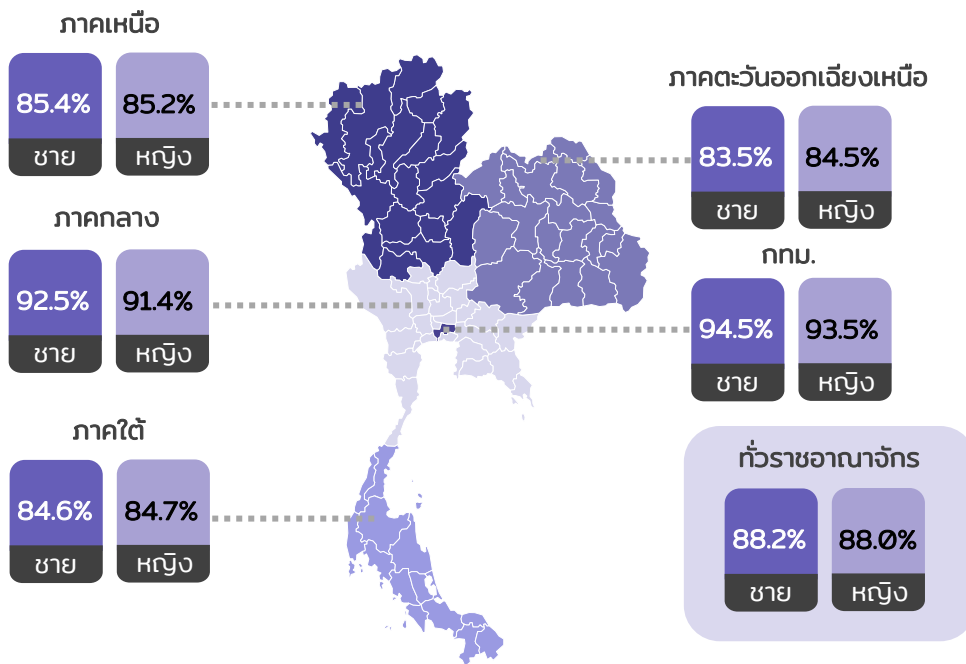 ภาคเหนือ
85.4% 85.2%
ชาย หญิง
ภาคกลาง
92.5% 91.4%
ชาย หญิง
ภาคใต้
84.6% 84.7%
ชาย หญิง
ภาคตะวันออกเฉียงเหนือ
83.5% 84.5%
ชาย หญิง
กทม.
94.5% 93.5%
ชาย หญิง
ทั่วราชอาณาจักร
88.2% 88.0%
ชาย หญิง